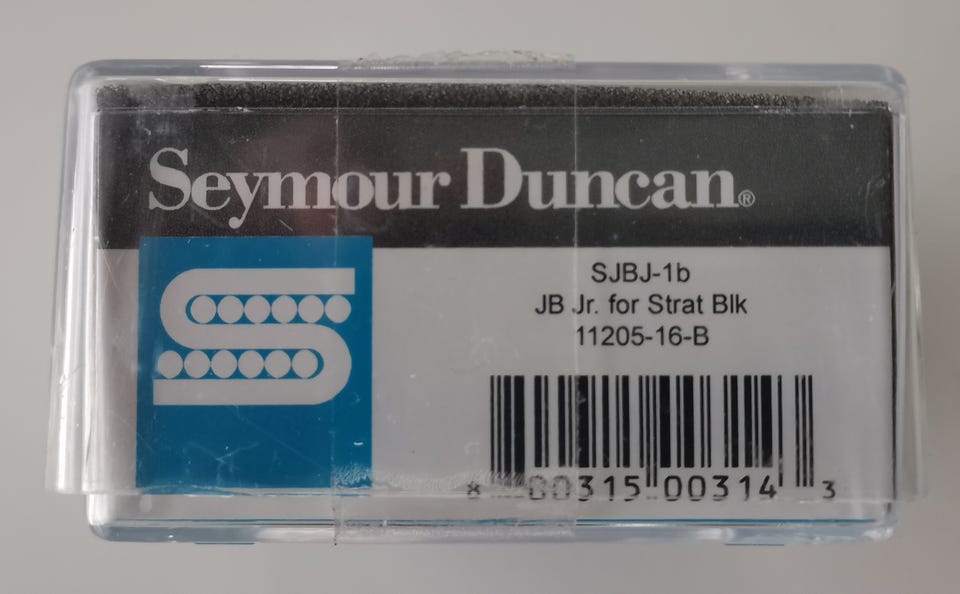 Seymour Duncan®
SJBJ-1b
JB Jr. for Strat Blk
11205-16-B
8 00315 00314 3